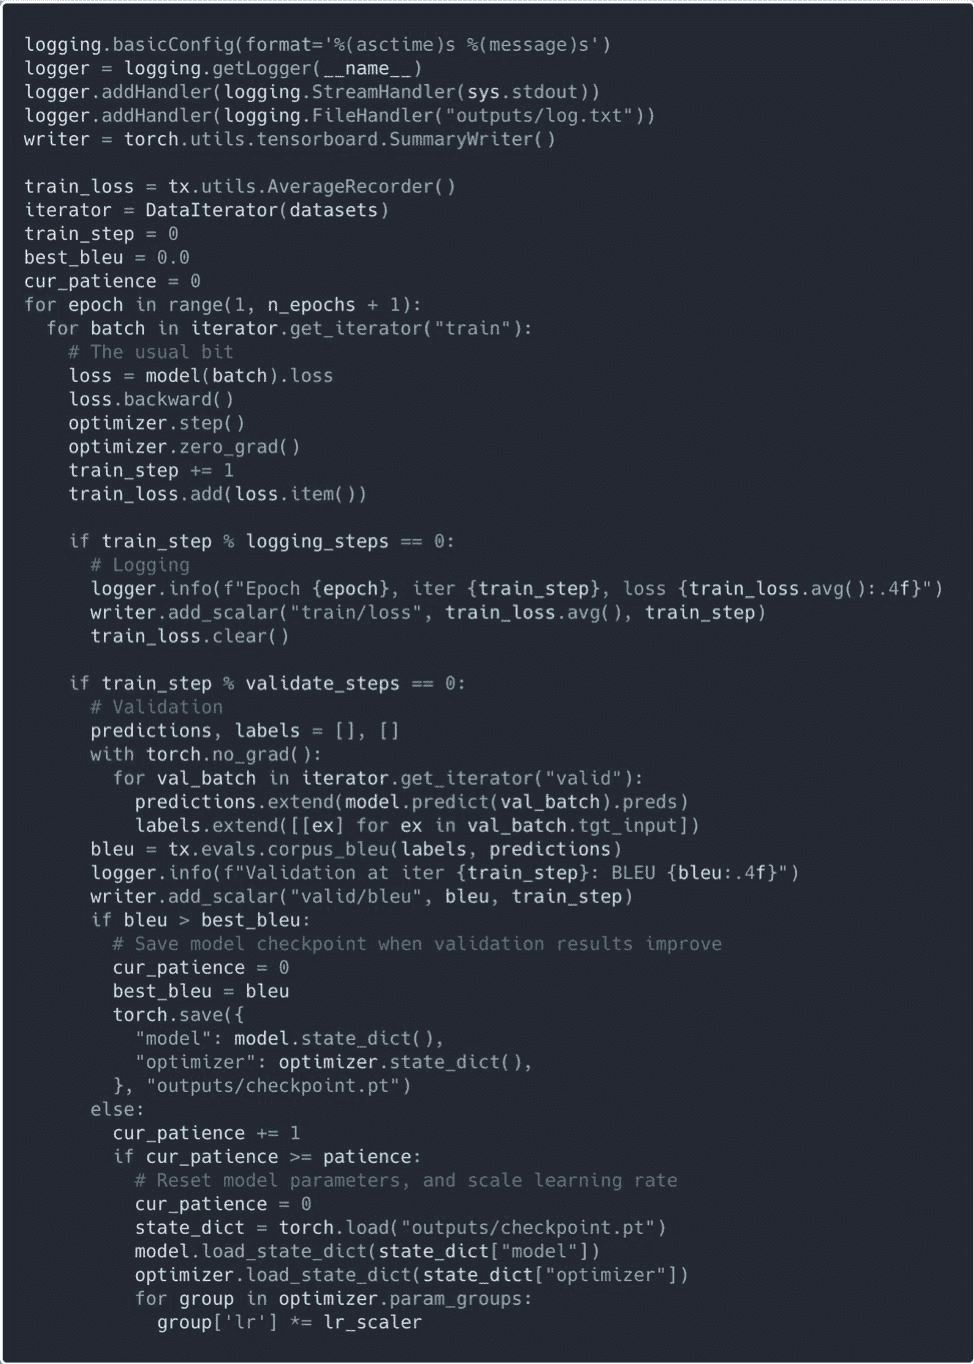 logging.basicConfig(format='%(asctime)s %(message)s')
logger = logging.getLogger(__name__)
logger.addHandler(logging.StreamHandler(sys.stdout))
logger.addHandler(logging.FileHandler("outputs/log.txt"))
writer = torch.utils.tensorboard.SummaryWriter()

train_loss = tx.utils.AverageRecorder()
iterator = DataIterator(datasets)
train_step = 0
best_bleu = 0.0
cur_patience = 0
for epoch in range(1, n_epochs + 1):
  for batch in iterator.get_iterator("train"):
    # The usual bit
    loss = model(batch).loss
    loss.backward()
    optimizer.step()
    optimizer.zero_grad()
    train_step += 1
    train_loss.add(loss.item())

    if train_step % logging_steps == 0:
      # Logging
      logger.info(f"Epoch {epoch}, iter {train_step}, loss {train_loss.avg():.4f}")
      writer.add_scalar("train/loss", train_loss.avg(), train_step)
      train_loss.clear()

    if train_step % validate_steps == 0:
      # Validation
      predictions, labels = [], []
      with torch.no_grad():
        for val_batch in iterator.get_iterator("valid"):
          predictions.extend(model.predict(val_batch).preds)
          labels.extend([[ex] for ex in val_batch.tgt_input])
      bleu = tx.evals.corpus_bleu(labels, predictions)
      logger.info(f"Validation at iter {train_step}: BLEU {bleu:.4f}")
      writer.add_scalar("valid/bleu", bleu, train_step)
      if bleu > best_bleu:
        # Save model checkpoint when validation results improve
        cur_patience = 0
        best_bleu = bleu
        torch.save({
          "model": model.state_dict(),
          "optimizer": optimizer.state_dict(),
        }, "outputs/checkpoint.pt")
      else:
        cur_patience += 1
        if cur_patience >= patience:
          # Reset model parameters, and scale learning rate
          cur_patience = 0
          state_dict = torch.load("outputs/checkpoint.pt")
          model.load_state_dict(state_dict["model"])
          optimizer.load_state_dict(state_dict["optimizer"])
          for group in optimizer.param_groups:
            group['lr'] *= lr_scaler